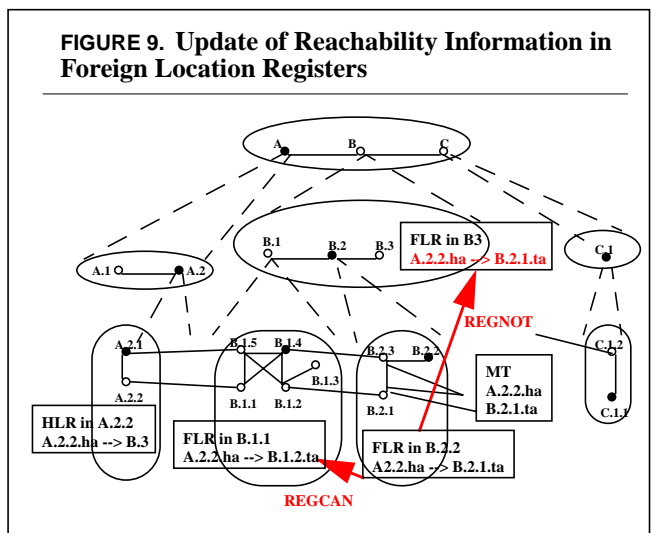 FIGURE 9. Update of Reachability Information in
Foreign Location Registers
A
B
C
B.1
B.2
B.3
FLR in B3
A.2.2.ha --> B.2.1.ta
C.1
A.1
A.2
REGNOT
A.2.1
B.1.5
B.1.4
B.2.3
B.2.2
C.1.2
B.1.3
MT
A.2.2.ha
B.2.1.ta
A.2.2
B.1.1
B.1.2
B.2.1
C.1.1
HLR in A.2.2
A.2.2.ha --> B.3
FLR in B.1.1
A.2.2.ha --> B.1.2.ta
FLR in B.2.2
A2.2.ha --> B.2.1.ta
REGCAN